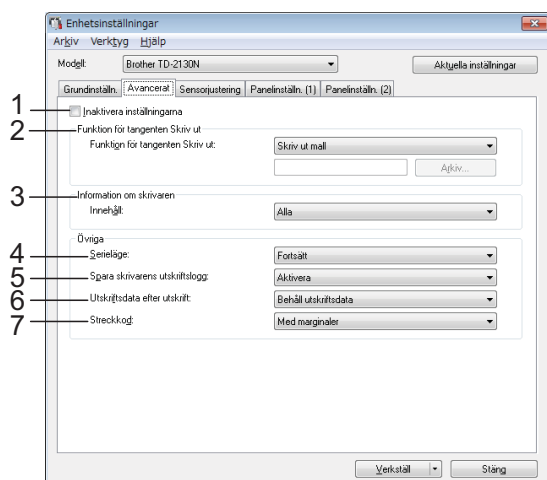 Enhetsinställningar
Arkiv Verktyg Hjälp
Modell: Brother TD-2130N Aktyella inställningar
Grundinställn. Avancerat Sensorjustering Panelinställn. (1) Panelinställn. (2)
1 Inaktivera inställningarna
2 Funktion för tangenten Skriv ut
Funktion för tangenten Skriv ut: Skriv ut mall
Arkiv...
3 Information om skrivaren
Innehåll: Alla
Övriga
4 Serieläge: Fortsätt
5 Spara skrivarens utskriftslogg: Aktivera
6 Utskriftsdata efter utskrift: Behåll utskriftsdata
7 Streckkod: Med marginaler
Verkställ Stäng